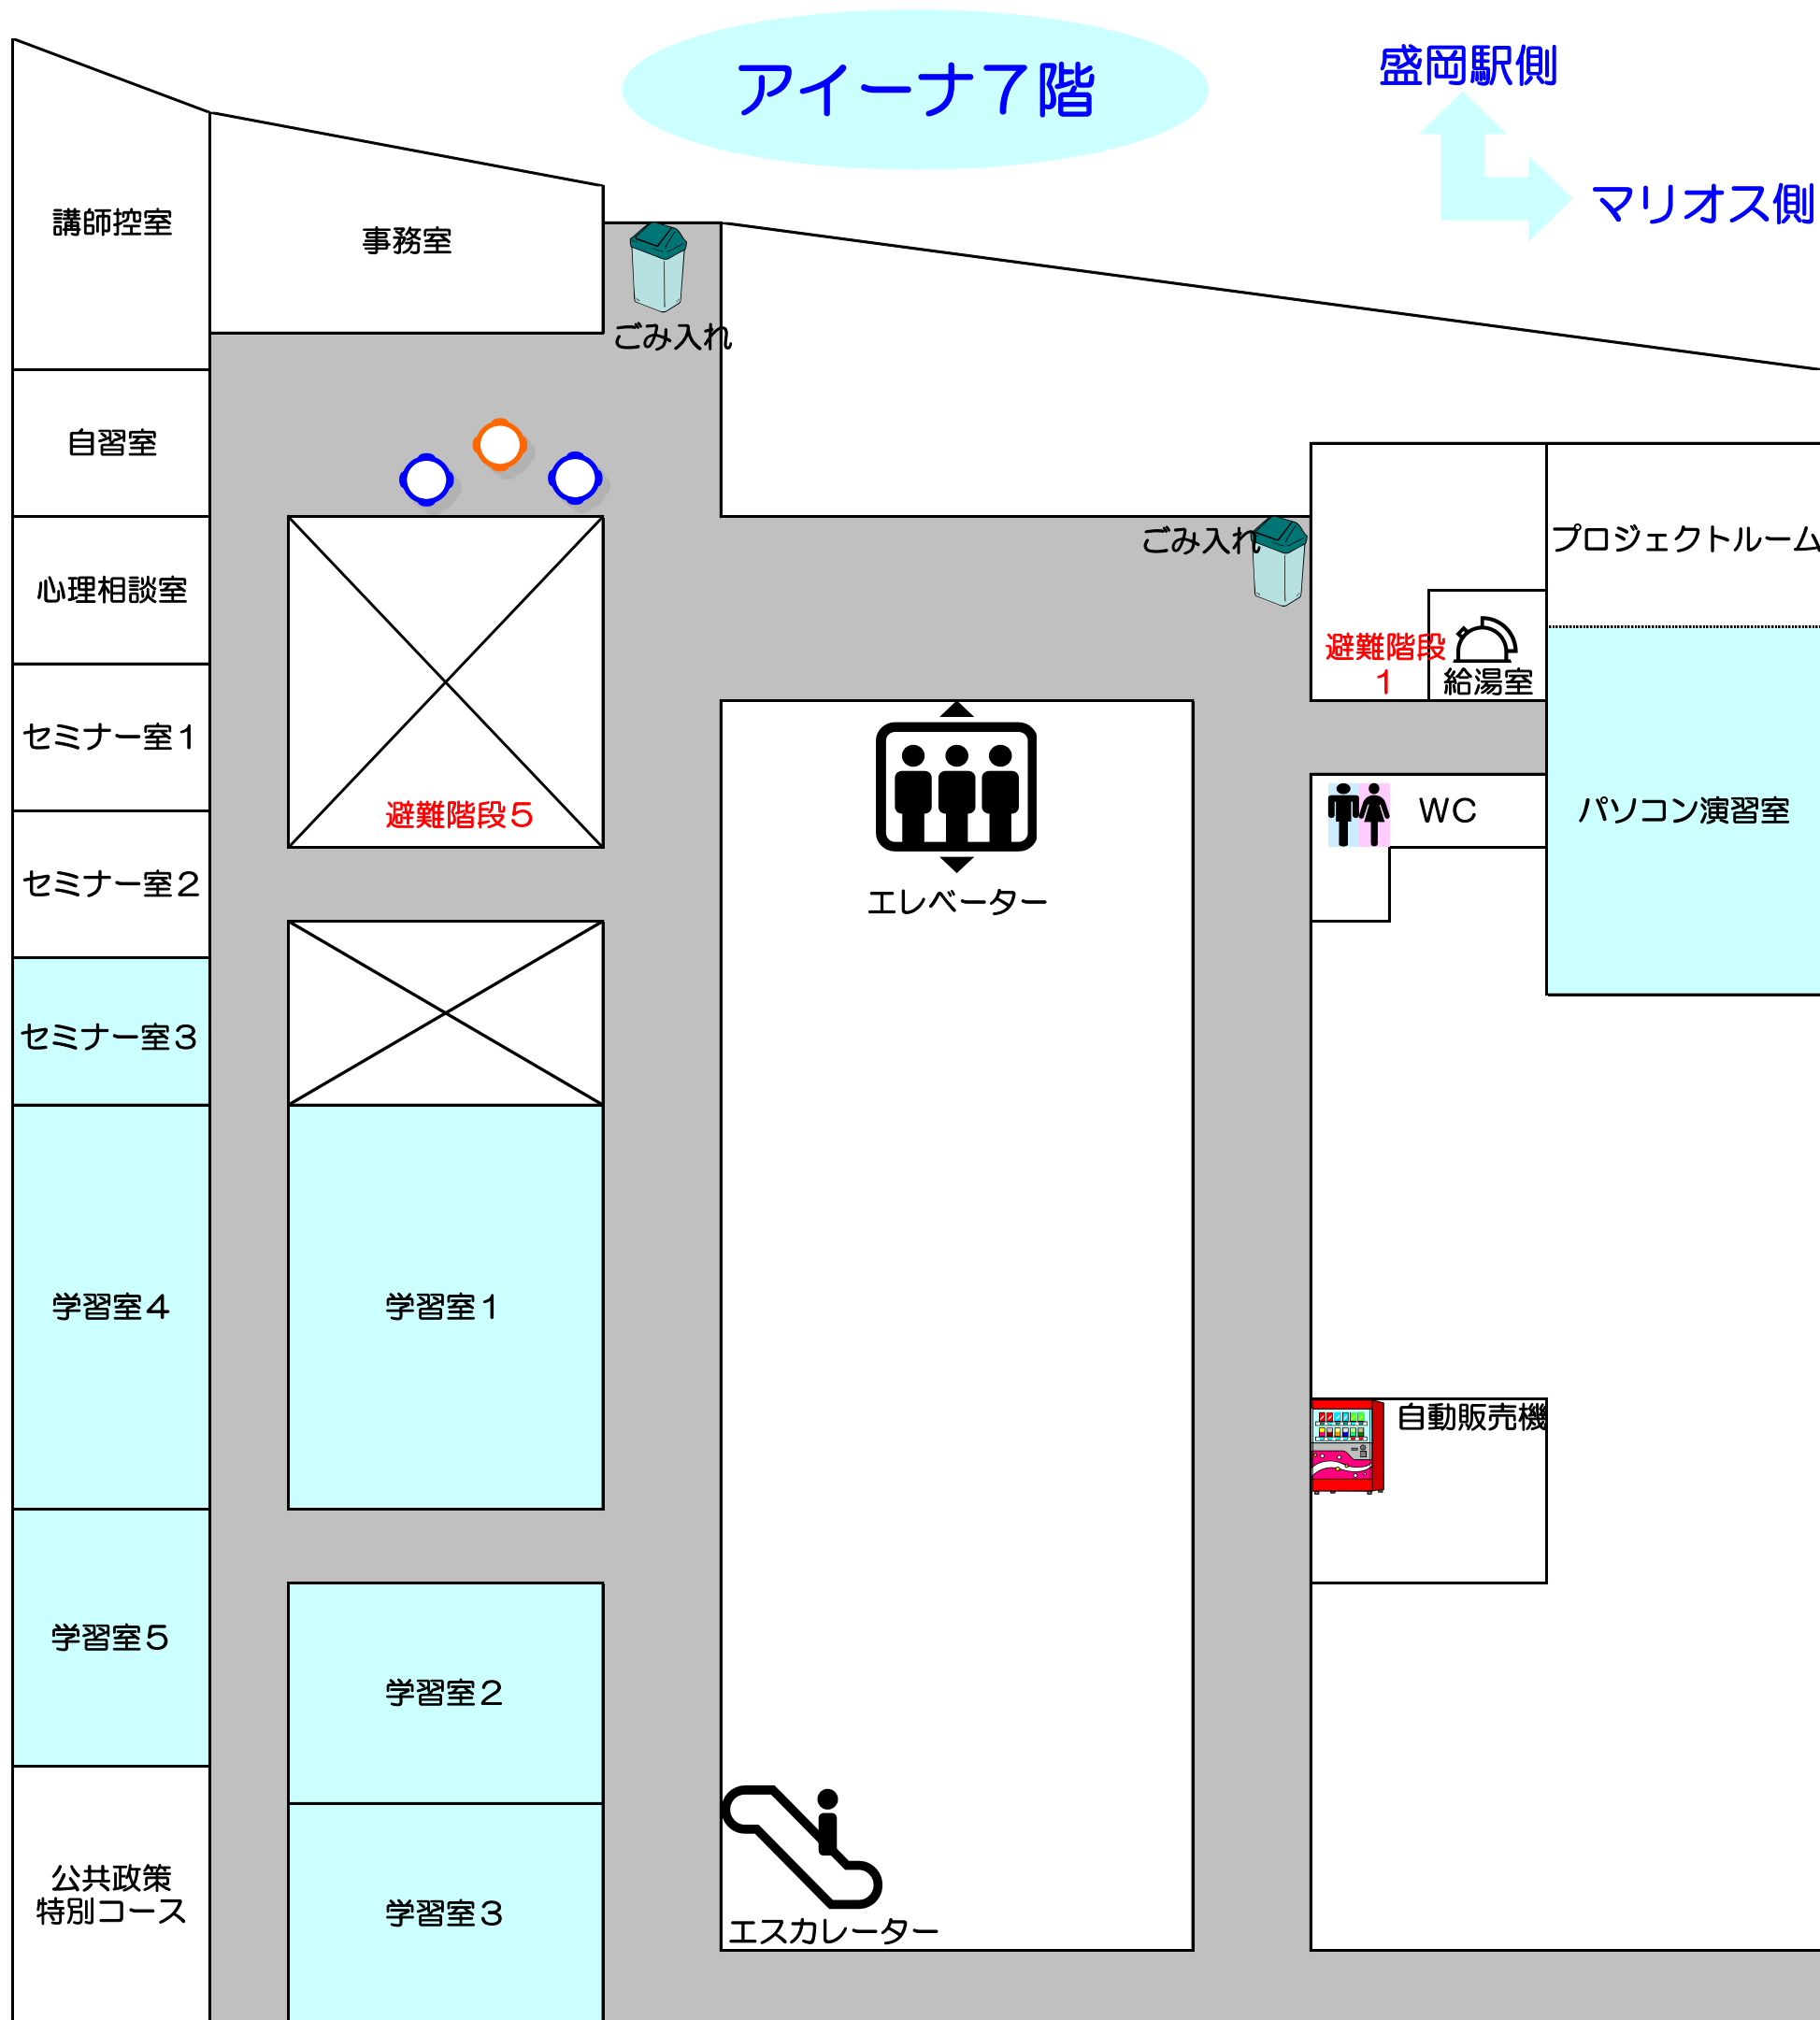 アイーナ７階
盛岡駅側
マリオス側
講師控室
事務室
ごみ入れ
自習室
ごみ入れ
プロジェクトルーム
心理相談室
避難階段
１
給湯室
セミナー室１
避難階段５
WC
パソコン演習室
セミナー室２
エレベーター
セミナー室３
学習室４
学習室１
自動販売機
学習室５
学習室２
公共政策
特別コース
学習室３
エスカレーター